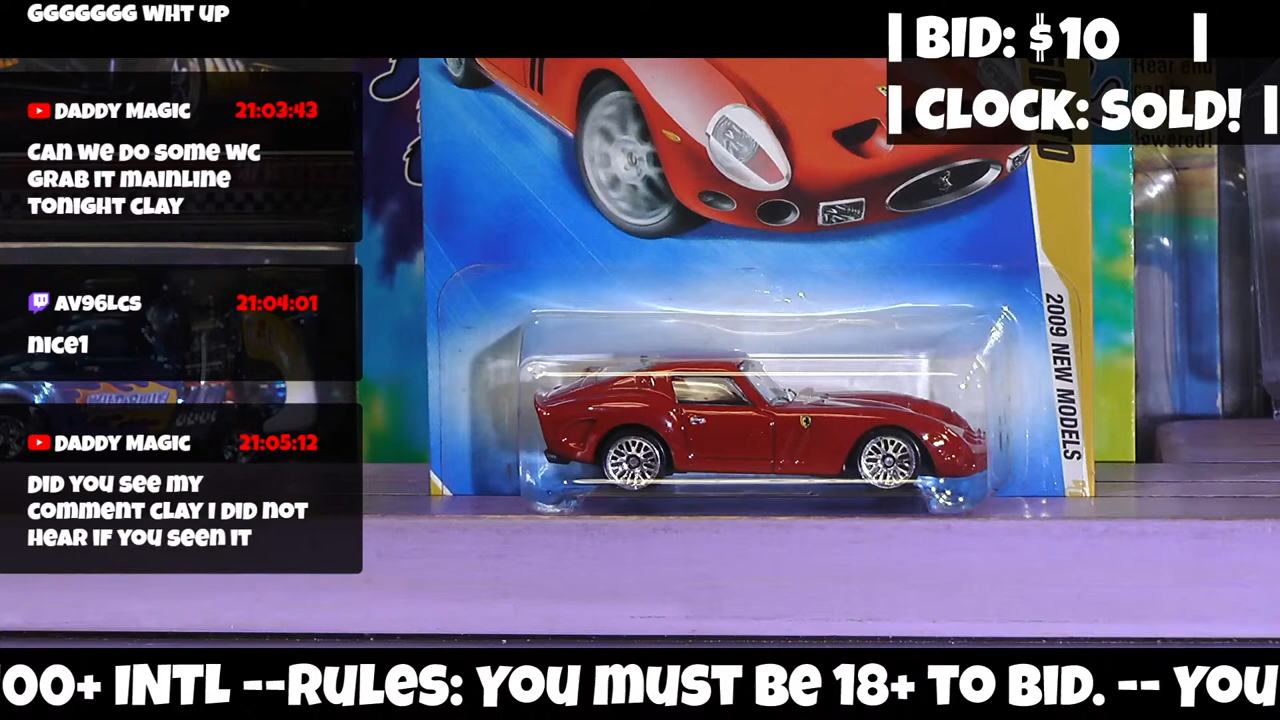 GGGGGGG WHT UP
| BID: $10 |
| CLOCK: SOLD! |
DADDY MAGIC 21:03:43
CAN WE DO SOME WC
GRAB IT MAINLINE
TONIGHT CLAY
AV96LCS 21:04:01
NICE1
DADDY MAGIC 21:05:12
DID YOU SEE MY
COMMENT CLAY I DID NOT
HEAR IF YOU SEEN IT
Rear end
powered!
2009 NEW MODELS
00+ INTL --RULES: YOU MUST BE 18+ TO BID. -- YOU